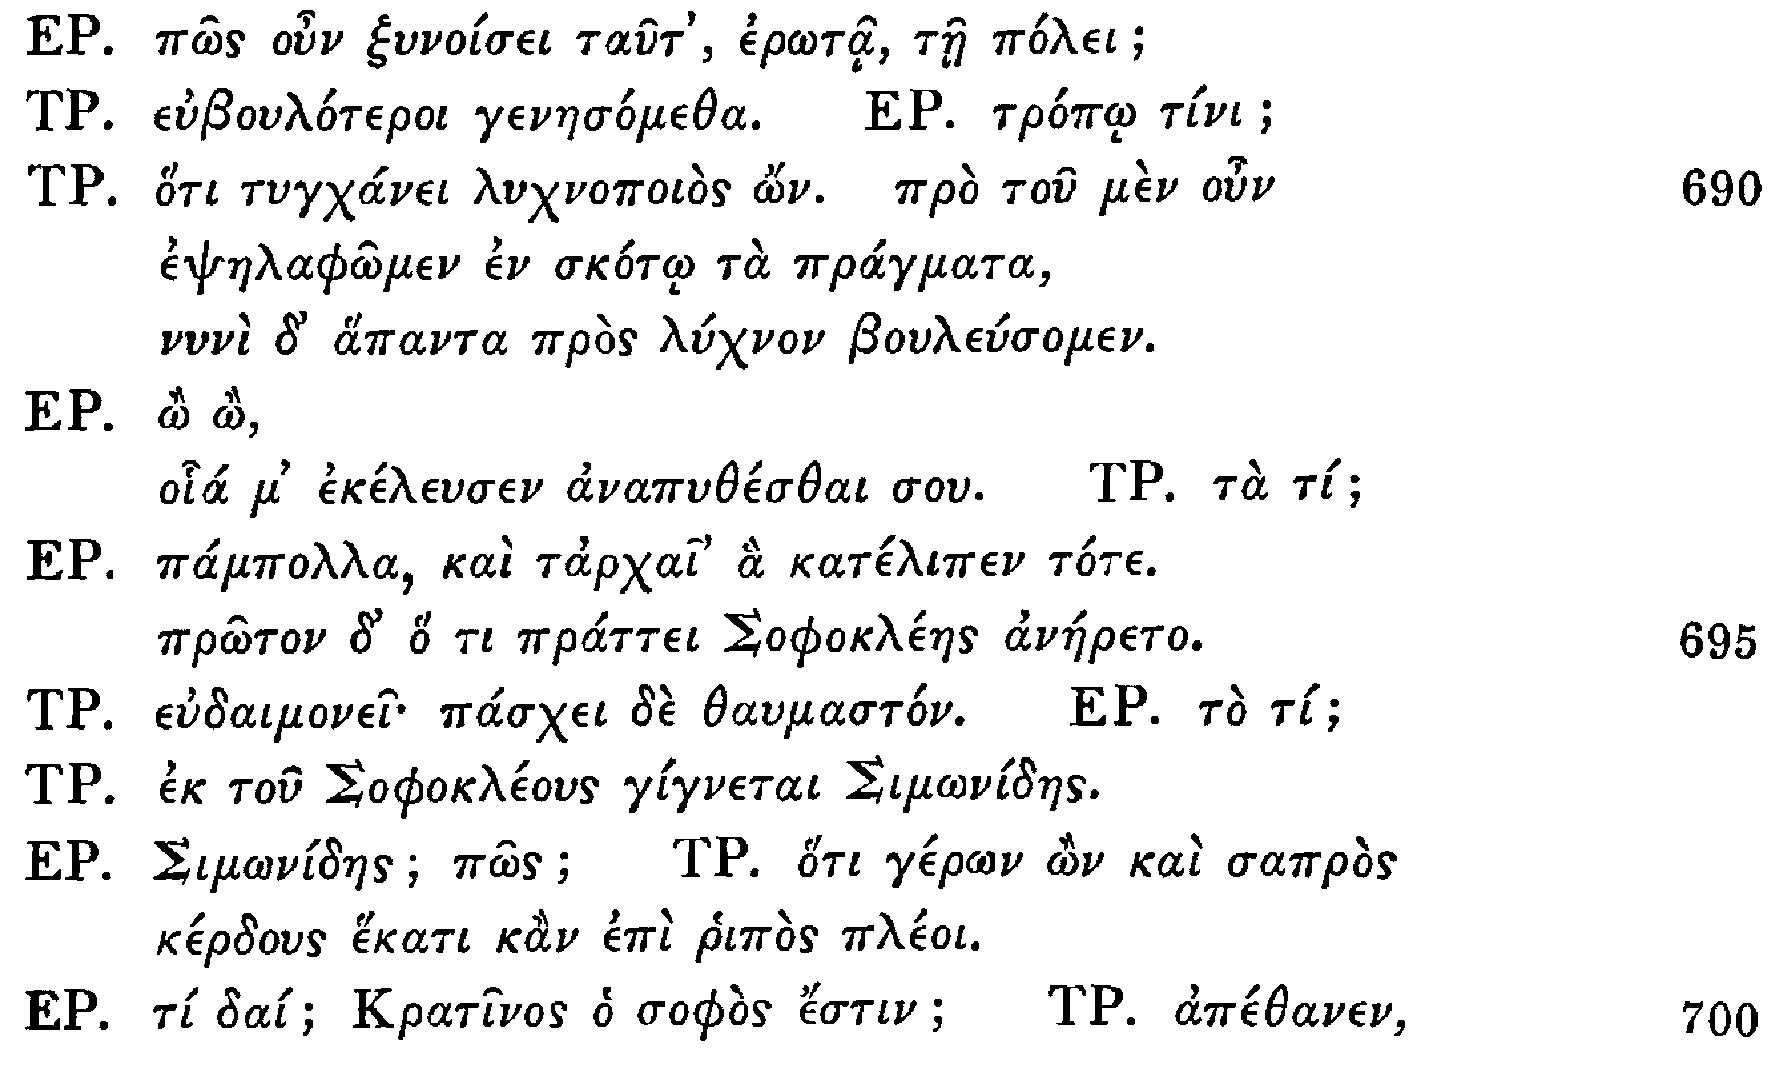 ΕΡ. πῶς οὖν ξυνοίσει ταῦτ’, ἐρωτᾷ, τῇ πόλει;
ΤΡ. εὐβουλότεροι γενησόμεθα. ΕΡ. τρόπῳ τίνι;
ΤΡ. ὅτι τυγχάνει λυχνοποιὸς ὤν. πρὸ τοῦ μὲν οὖν 690
ἐψηλαφῶμεν ἐν σκότῳ τὰ πράγματα,
νυνὶ δ’ ἅπαντα πρὸς λύχνον βουλεύσομεν.
ΕΡ. ὢ ὢ,
οἷά μ’ ἐκέλευσεν ἀναπυθέσθαι σου. ΤΡ. τὰ τί;
ΕΡ. πάμπολλα, καὶ τἀρχαῖ’ ἃ κατέλιπεν τότε.
πρῶτον δ’ ὅ τι πράττει Σοφοκλέης ἀνήρετο. 695
ΤΡ. εὐδαιμονεῖ· πάσχει δὲ θαυμαστόν. ΕΡ. τὸ τί;
ΤΡ. ἐκ τοῦ Σοφοκλέους γίγνεται Σιμωνίδης.
ΕΡ. Σιμωνίδης; πῶς; ΤΡ. ὅτι γέρων ὢν καὶ σαπρὸς
κέρδους ἕκατι κἂν ἐπὶ ῥιπὸς πλέοι.
ΕΡ. τί δαί; Κρατῖνος ὁ σοφὸς ἔστιν; ΤΡ. ἀπέθανεν, 700